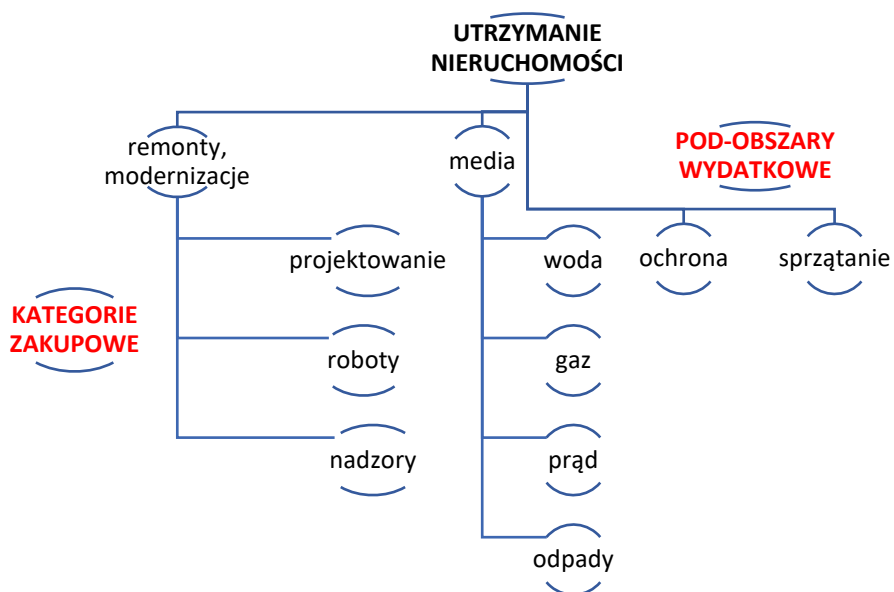 UTRZYMANIE
NIERUCHOMOŚCI
remonty,
modernizacje
media
POD-OBSZARY
WYDATKOWE
projektowanie
woda
ochrona
sprzątanie
KATEGORIE
ZAKUPOWE
roboty
gaz
nadzory
prąd
odpady